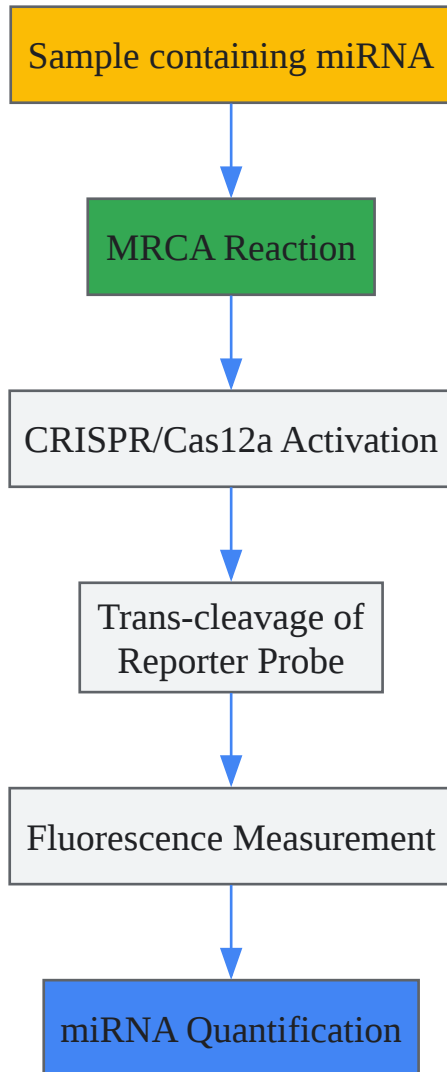 Sample containing miRNA
MRCA Reaction
CRISPR/Cas12a Activation
Trans-cleavage of
Reporter Probe
Fluorescence Measurement
miRNA Quantification